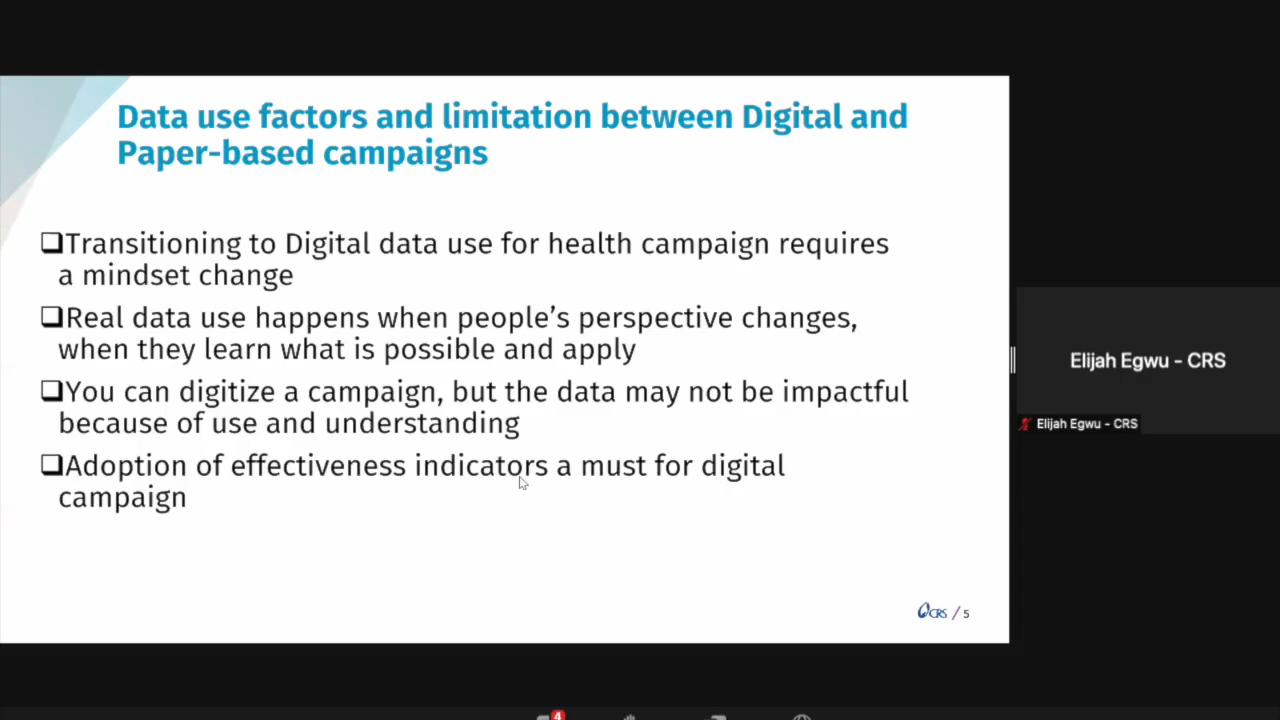 Data use factors and limitation between Digital and
Paper-based campaigns
❑Transitioning to Digital data use for health campaign requires
a mindset change
❑Real data use happens when people’s perspective changes,
when they learn what is possible and apply
❑You can digitize a campaign, but the data may not be impactful
because of use and understanding
❑Adoption of effectiveness indicators a must for digital
campaign
CRS / 5
Elijah Egwu - CRS
Elijah Egwu - CRS
4